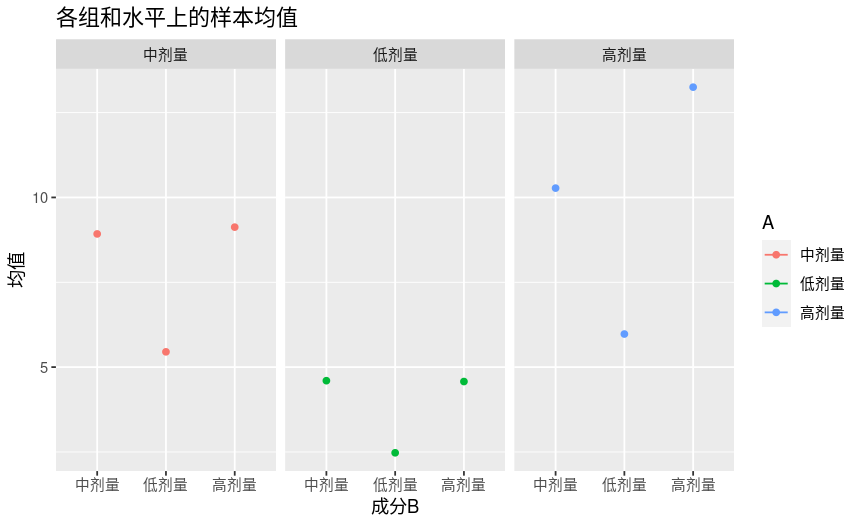 各组和水平上的样本均值
中剂量 低剂量 高剂量
10
5
均值
中剂量 低剂量 高剂量 中剂量 低剂量 高剂量 中剂量 低剂量 高剂量
成分B
A
中剂量
低剂量
高剂量